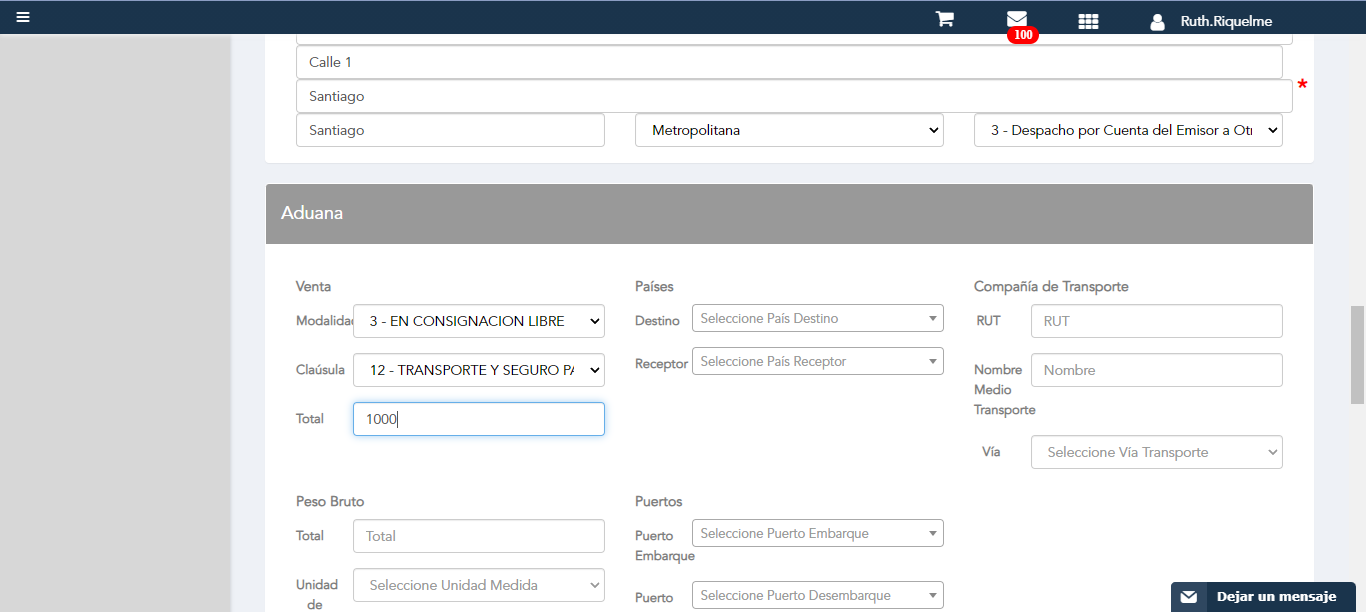 Ruth.Riquelme
100
Calle 1
Santiago
*
Santiago
Metropolitana
3 - Despacho por Cuenta del Emisor a Ot
Aduana
Venta
Países
Compañía de Transporte
Modalidad
3 - EN CONSIGNACION LIBRE
Destino
Seleccione País Destino
RUT
RUT
Receptor
Seleccione País Receptor
Claúsula
12 - TRANSPORTE Y SEGURO PA
Nombre
Medio
Transporte
Nombre
Total
1000
Vía
Seleccione Vía Transporte
Peso Bruto
Puertos
Total
Total
Puerto
Embarque
Seleccione Puerto Embarque
Unidad
de
Seleccione Unidad Medida
Puerto
Seleccione Puerto Desembarque
Dejar un mensaje